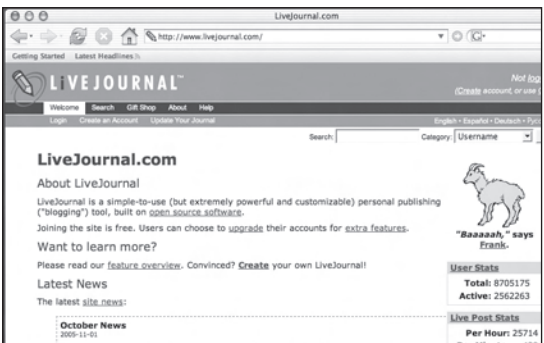 LiveJournal.com
http://www.livejournal.com/
G
Getting Started Latest Headlines
LiVEJOURNAL™
Not log
(Create account, or use
Welcome Search Gift Shop About Help
Login Create an Account Update Your Journal
English • Español • Deutsch • Русс
Search: Category: Username
LiveJournal.com
About LiveJournal
LiveJournal is a simple-to-use (but extremely powerful and customizable) personal publishing
("blogging") tool, built on open source software.
Joining the site is free. Users can choose to upgrade their accounts for extra features.
Want to learn more?
Please read our feature overview. Convinced? Create your own LiveJournal!
Latest News
The latest site news:
October News
2005-11-01
"Baaaaah," says
Frank.
User Stats
Total: 8705175
Active: 2562263
Live Post Stats
Per Hour: 25714